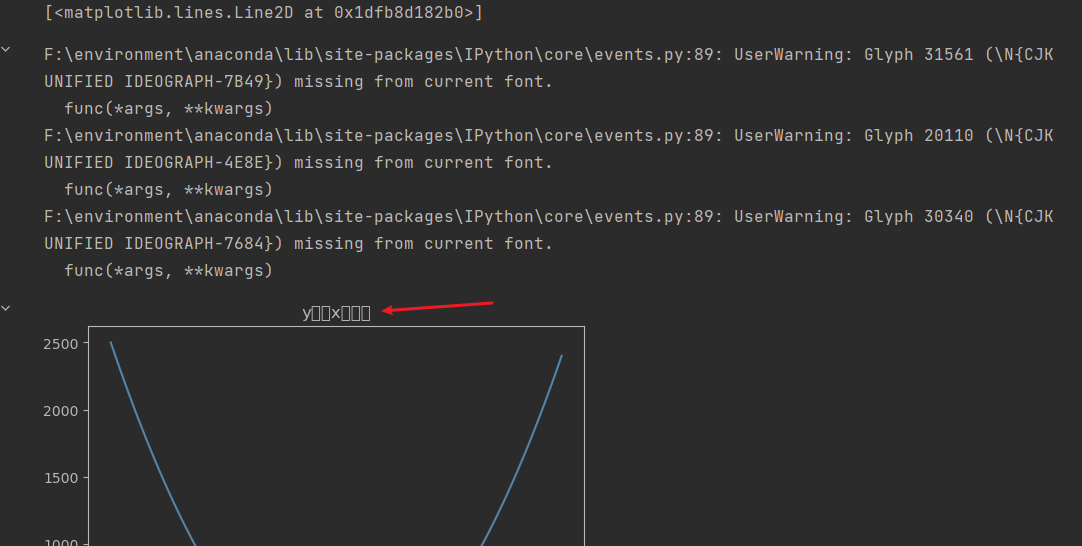 [<matplotlib.lines.Line2D at 0x1dfb8d182b0>]
F:\environment\anaconda\lib\site-packages\IPython\core\events.py:89: UserWarning: Glyph 31561 (\N{CJK
UNIFIED IDEOGRAPH-7B49}) missing from current font.
  func(*args, **kwargs)
F:\environment\anaconda\lib\site-packages\IPython\core\events.py:89: UserWarning: Glyph 20110 (\N{CJK
UNIFIED IDEOGRAPH-4E8E}) missing from current font.
  func(*args, **kwargs)
F:\environment\anaconda\lib\site-packages\IPython\core\events.py:89: UserWarning: Glyph 30340 (\N{CJK
UNIFIED IDEOGRAPH-7684}) missing from current font.
  func(*args, **kwargs)
y▯▯x▯▯▯
2500
2000
1500
1000